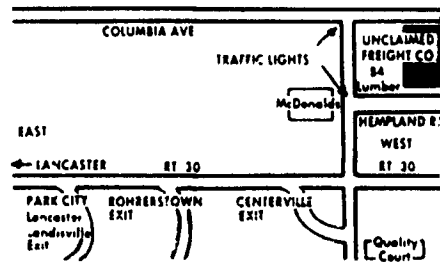 COLUMBIA AVE
TRAFFIC LIGHTS
UNCLAIMED
FREIGHT CO
84
Lumber
McDonalds
HEMPLAND R
EAST
WEST
← LANCASTER
RT 30
RT 30
PARK CITY
Lancaster
Landisville
Exit
ROHRERSTOWN
EXIT
CENTERVILLE
EXIT
Quality
Court